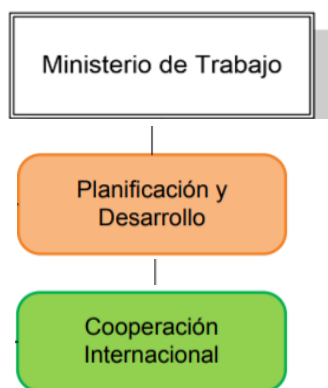 Ministerio de Trabajo
Planificación y
Desarrollo
Cooperación
Internacional